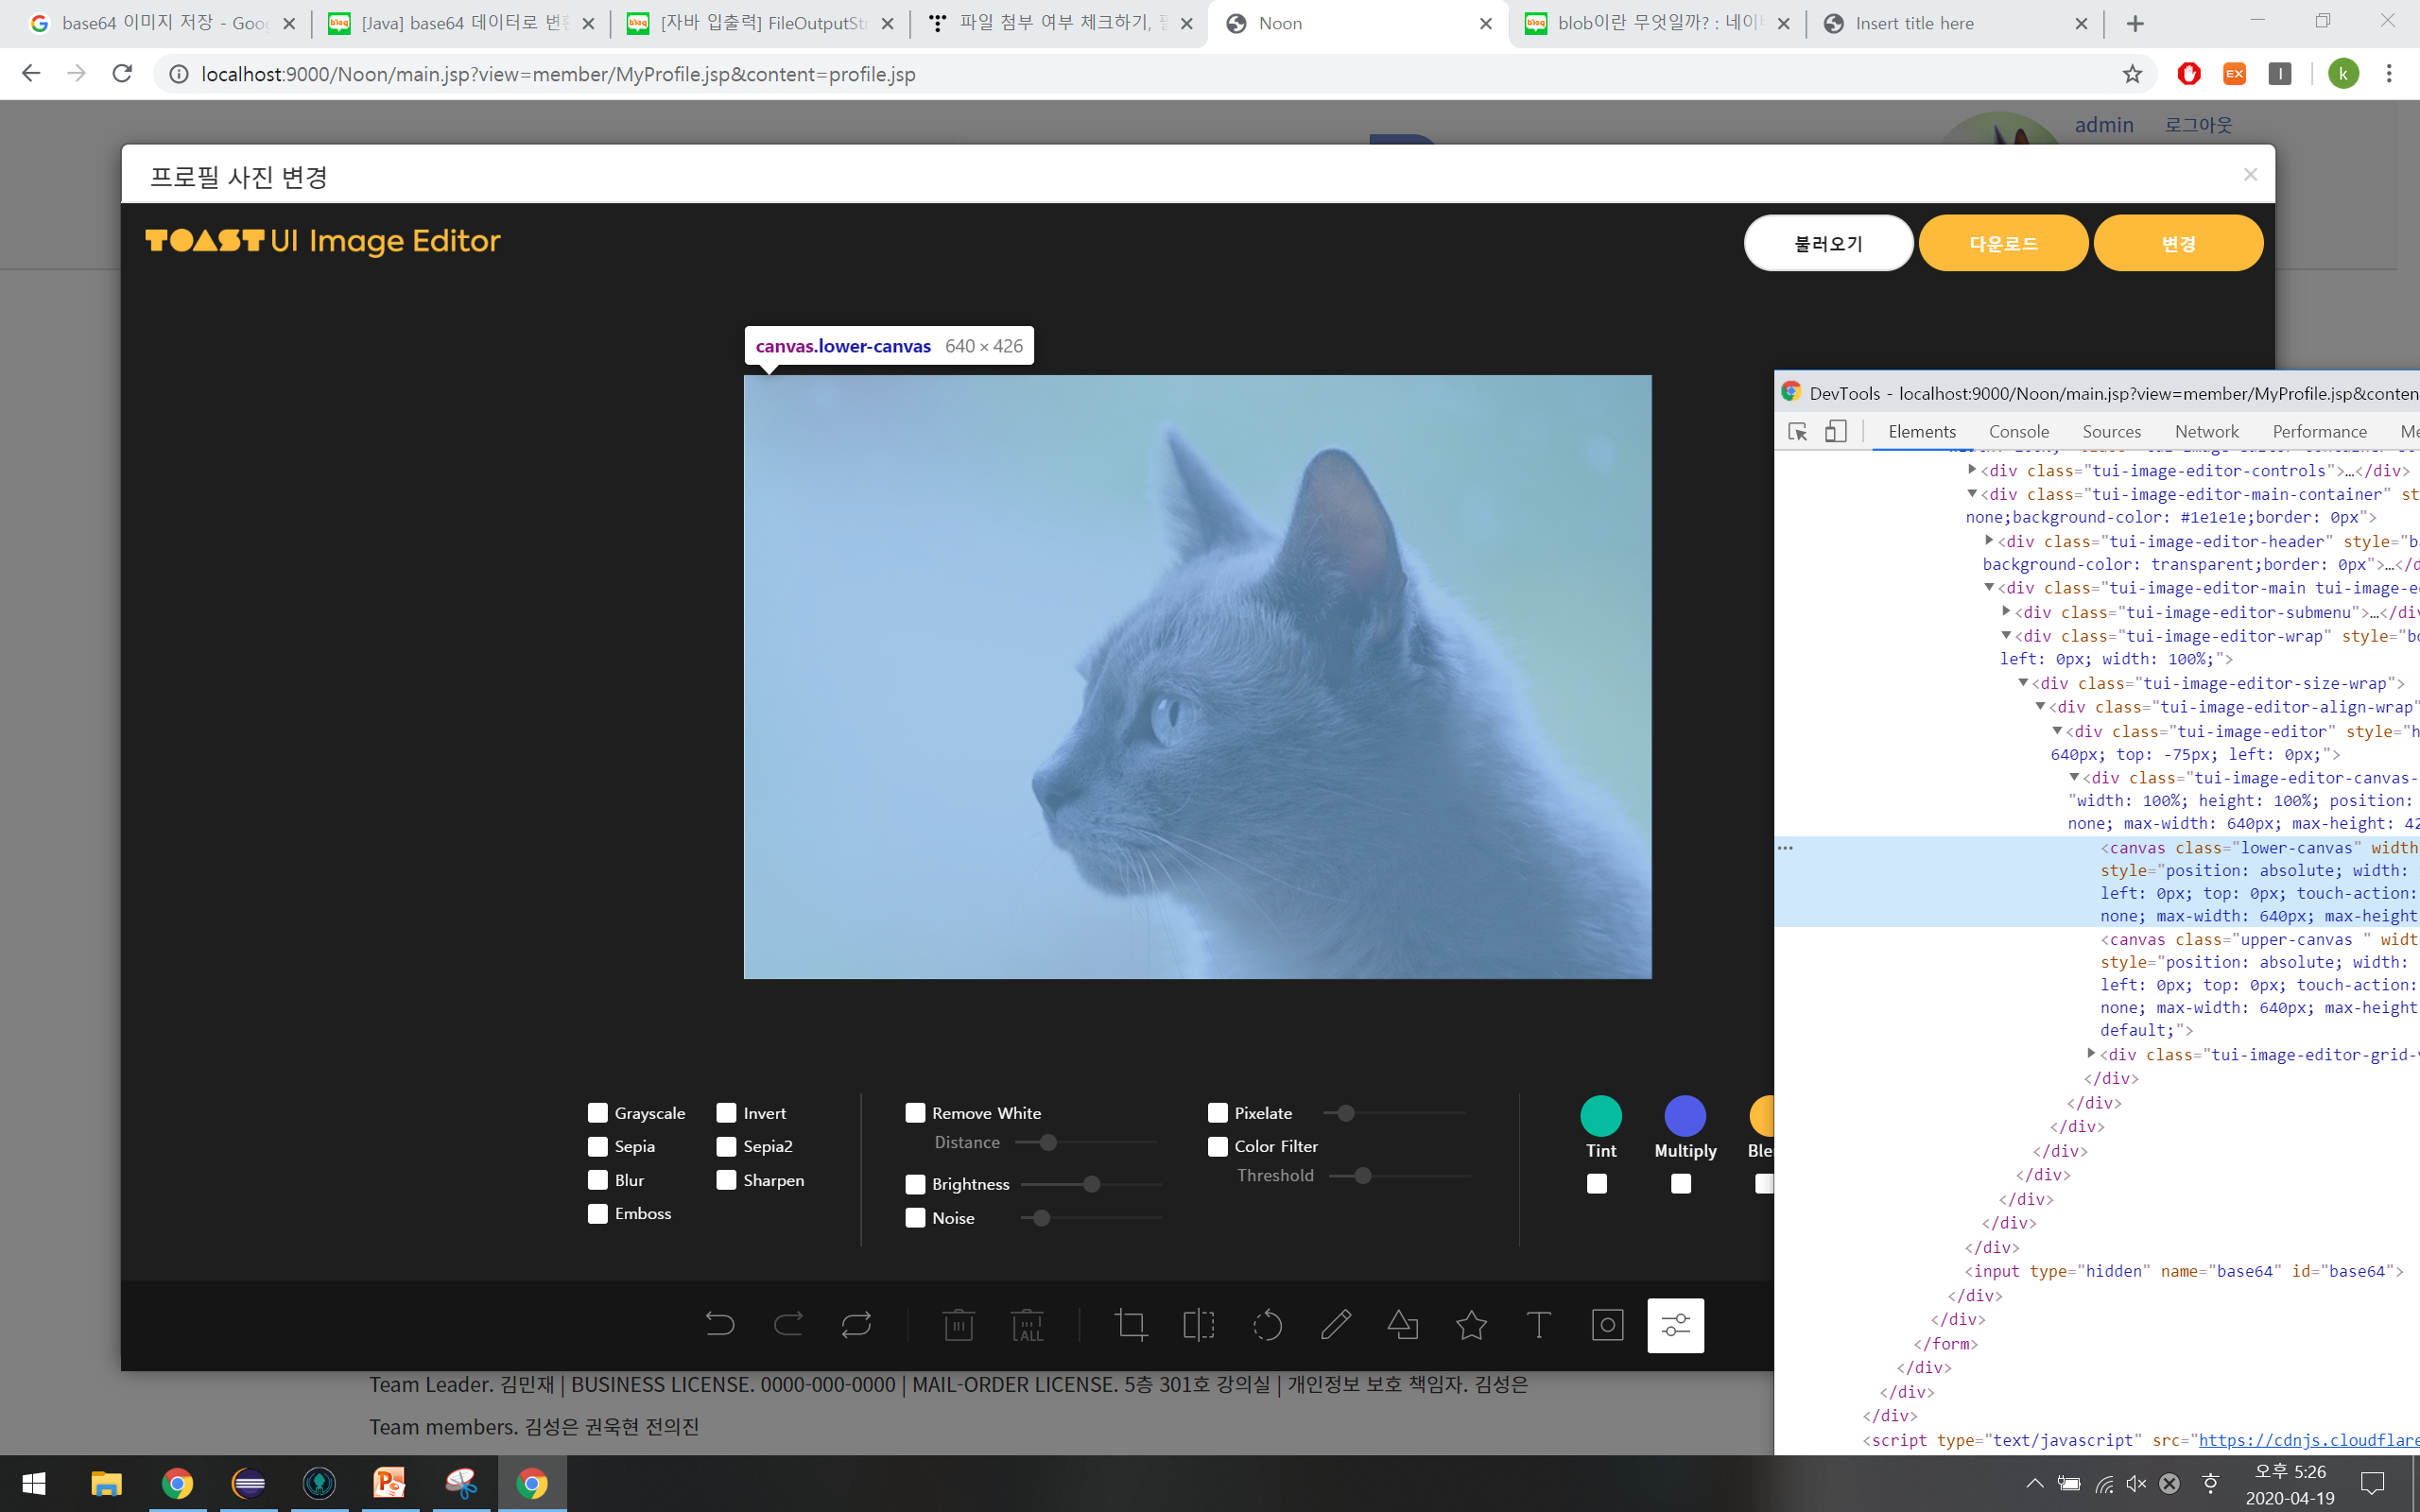 base64 이미지 저장 - Goog
[Java] base64 데이터로 변환
[자바 입출력] FileOutputStr
파일 첨부 여부 체크하기, 필
Noon
blob이란 무엇일까? : 네이버
Insert title here
localhost:9000/Noon/main.jsp?view=member/MyProfile.jsp&content=profile.jsp
EX
k
admin 로그아웃
프로필 사진 변경
TOAST UI Image Editor
불러오기
다운로드
변경
canvas.lower-canvas 640 × 426
DevTools - localhost:9000/Noon/main.jsp?view=member/MyProfile.jsp&conten
Elements Console Sources Network Performance Me
<div class="tui-image-editor-controls">…</div>
<div class="tui-image-editor-main-container" st
none;background-color: #1e1e1e;border: 0px">
<div class="tui-image-editor-header" style="ba
background-color: transparent;border: 0px">…</d
<div class="tui-image-editor-main tui-image-ed
<div class="tui-image-editor-submenu">…</div
<div class="tui-image-editor-wrap" style="bo
left: 0px; width: 100%;">
<div class="tui-image-editor-size-wrap">
<div class="tui-image-editor-align-wrap"
<div class="tui-image-editor" style="h
640px; top: -75px; left: 0px;">
<div class="tui-image-editor-canvas-
"width: 100%; height: 100%; position:
none; max-width: 640px; max-height: 42
<canvas class="lower-canvas" width
style="position: absolute; width:
left: 0px; top: 0px; touch-action:
none; max-width: 640px; max-height
<canvas class="upper-canvas " widt
style="position: absolute; width:
left: 0px; top: 0px; touch-action:
none; max-width: 640px; max-height
default;">
<div class="tui-image-editor-grid-v
</div>
</div>
</div>
</div>
</div>
</div>
</div>
</div>
<input type="hidden" name="base64" id="base64">
</div>
</div>
</form>
</div>
</div>
</div>
<script type="text/javascript" src="https://cdnjs.cloudflare
Grayscale
Invert
Sepia
Sepia2
Blur
Sharpen
Emboss
Remove White
Distance
Brightness
Noise
Pixelate
Color Filter
Threshold
Tint
Multiply
Ble
ALL
Team Leader. 김민재 | BUSINESS LICENSE. 0000-000-0000 | MAIL-ORDER LICENSE. 5층 301호 강의실 | 개인정보 보호 책임자. 김성은
Team members. 김성은 권욱현 전의진
오후 5:26
2020-04-19